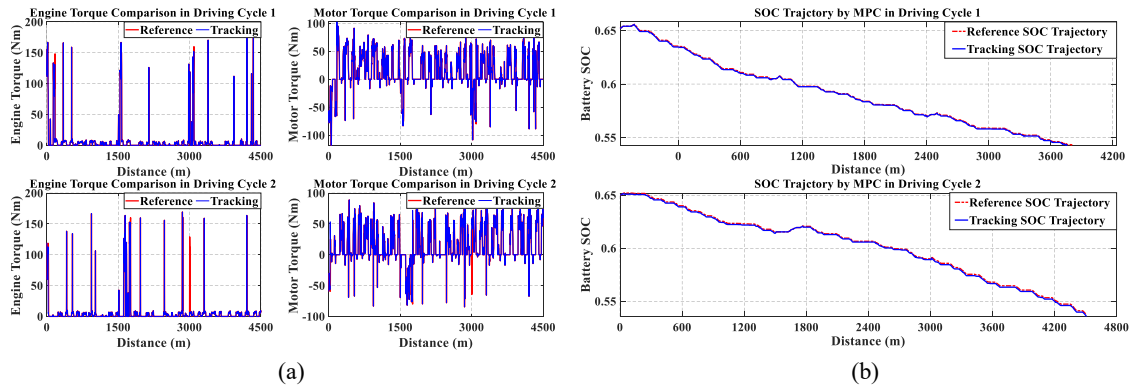 Engine Torque Comparison in Driving Cycle 1
Engine Torque (Nm)
200
150
100
50
0
Reference
Tracking
0 1500 3000 4500
Distance (m)
Motor Torque Comparison in Driving Cycle 1
Motor Torque (Nm)
100
50
0
-50
-100
Reference
Tracking
0 1500 3000 4500
Distance (m)
Engine Torque Comparison in Driving Cycle 2
Engine Torque (Nm)
200
150
100
50
0
Reference
Tracking
0 1500 3000 4500
Distance (m)
Motor Torque Comparison in Driving Cycle 2
Motor Torque (Nm)
100
50
0
-50
-100
Reference
Tracking
0 1500 3000 4500
Distance (m)
(a)
SOC Trajtory by MPC in Driving Cycle 1
Battery SOC
0.65
0.6
0.55
Reference SOC Trajectory
Tracking SOC Trajectory
0 600 1200 1800 2400 3000 3600 4200
Distance (m)
SOC Trajtory by MPC in Driving Cycle 2
Battery SOC
0.65
0.6
0.55
Reference SOC Trajectory
Tracking SOC Trajectory
0 600 1200 1800 2400 3000 3600 4200 4800
Distance (m)
(b)